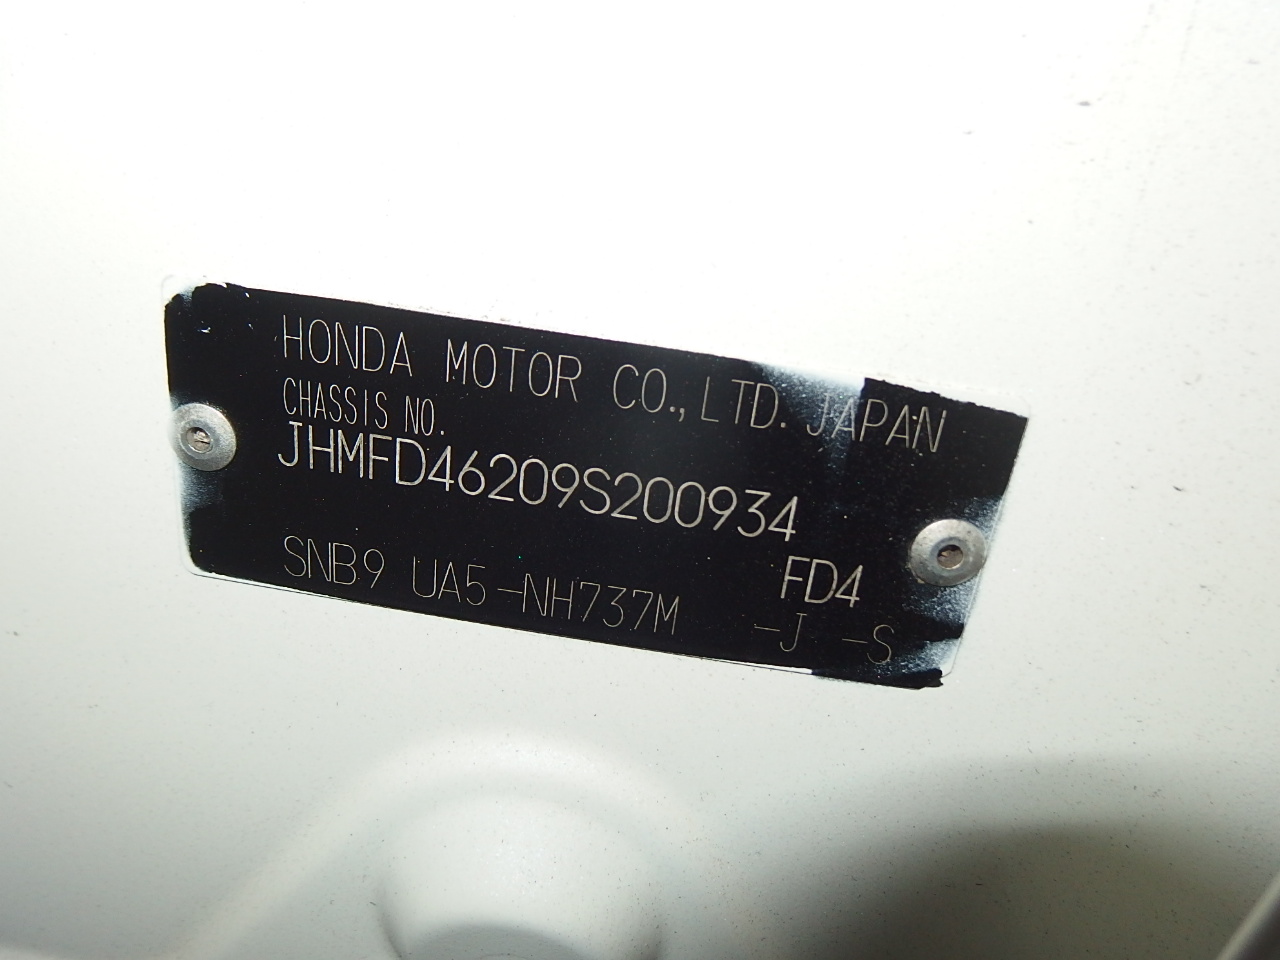 HONDA MOTOR CO., LTD. JAPAN
CHASSIS NO.
JHMFD46209S200934
FD4
SNB9 UA5-NH737M -J -S